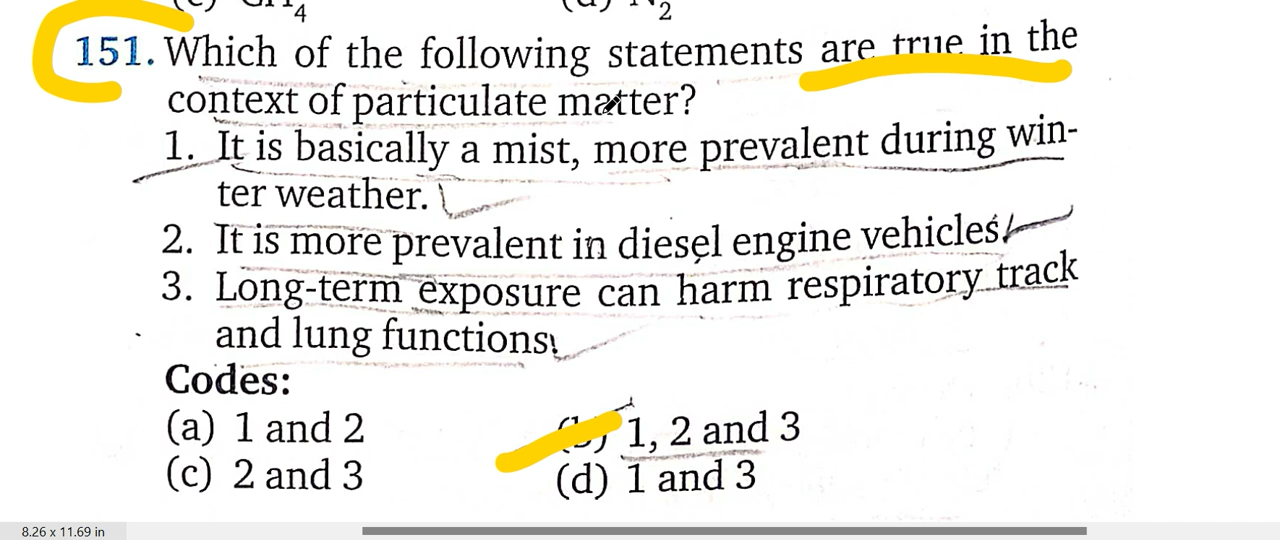 151. Which of the following statements are true in the
context of particulate matter?
1. It is basically a mist, more prevalent during win-
ter weather.
2. It is more prevalent in diesel engine vehicles.
3. Long-term exposure can harm respiratory track
and lung functions.
Codes:
(a) 1 and 2
(b) 1, 2 and 3
(c) 2 and 3
(d) 1 and 3
8.26 x 11.69 in